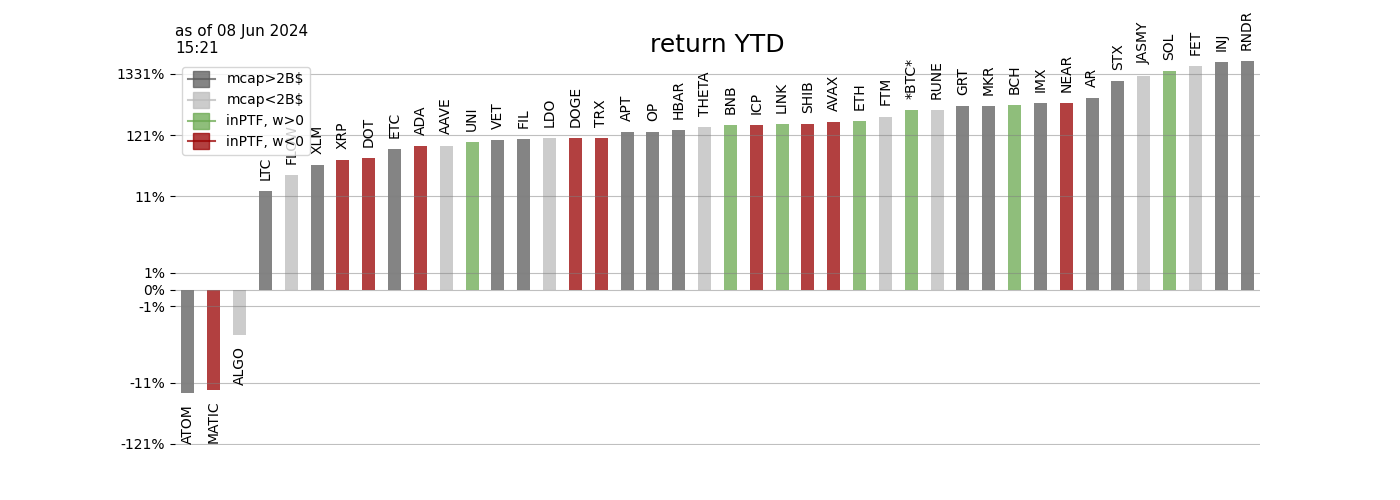 as of 08 Jun 2024
15:21
return YTD
mcap>2B$
mcap<2B$
inPTF, w>0
inPTF, w<0
1331%
121%
11%
1%
0%
-1%
-11%
-121%
ATOM
MATIC
ALGO
LTC
FLOW
XLM
XRP
DOT
ETC
ADA
AAVE
UNI
VET
FIL
LDO
DOGE
TRX
APT
OP
HBAR
THETA
BNB
ICP
LINK
SHIB
AVAX
ETH
FTM
*BTC*
RUNE
GRT
MKR
BCH
IMX
NEAR
AR
STX
JASMY
SOL
FET
INJ
RNDR